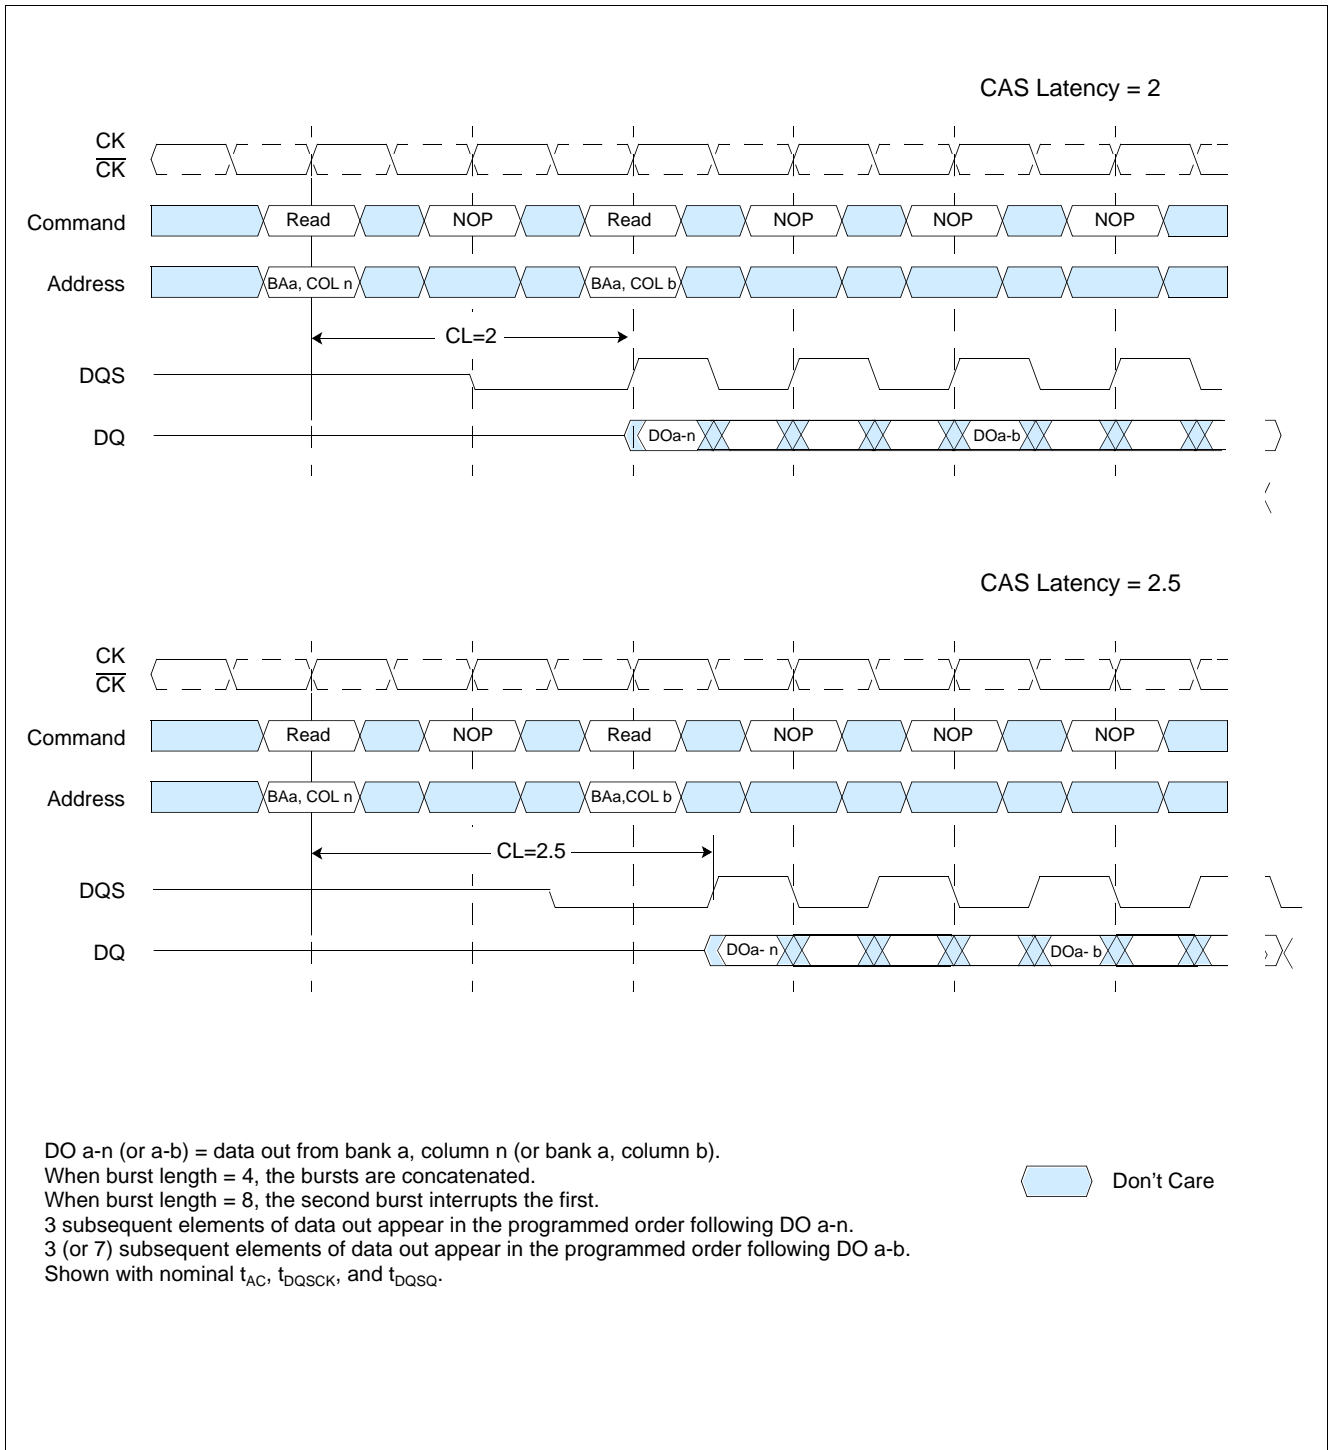 CAS Latency = 2
CK
CK
Command Read NOP Read NOP NOP NOP
Address BAa, COL n BAa, COL b
CL=2
DQS
DQ DOa-n DOa-b
CAS Latency = 2.5
CK
CK
Command Read NOP Read NOP NOP NOP
Address BAa, COL n BAa,COL b
CL=2.5
DQS
DQ DOa- n DOa- b
DO a-n (or a-b) = data out from bank a, column n (or bank a, column b).
When burst length = 4, the bursts are concatenated.
When burst length = 8, the second burst interrupts the first.
3 subsequent elements of data out appear in the programmed order following DO a-n.
3 (or 7) subsequent elements of data out appear in the programmed order following DO a-b.
Shown with nominal tAC, tDQSCK, and tDQSQ.
Don't Care